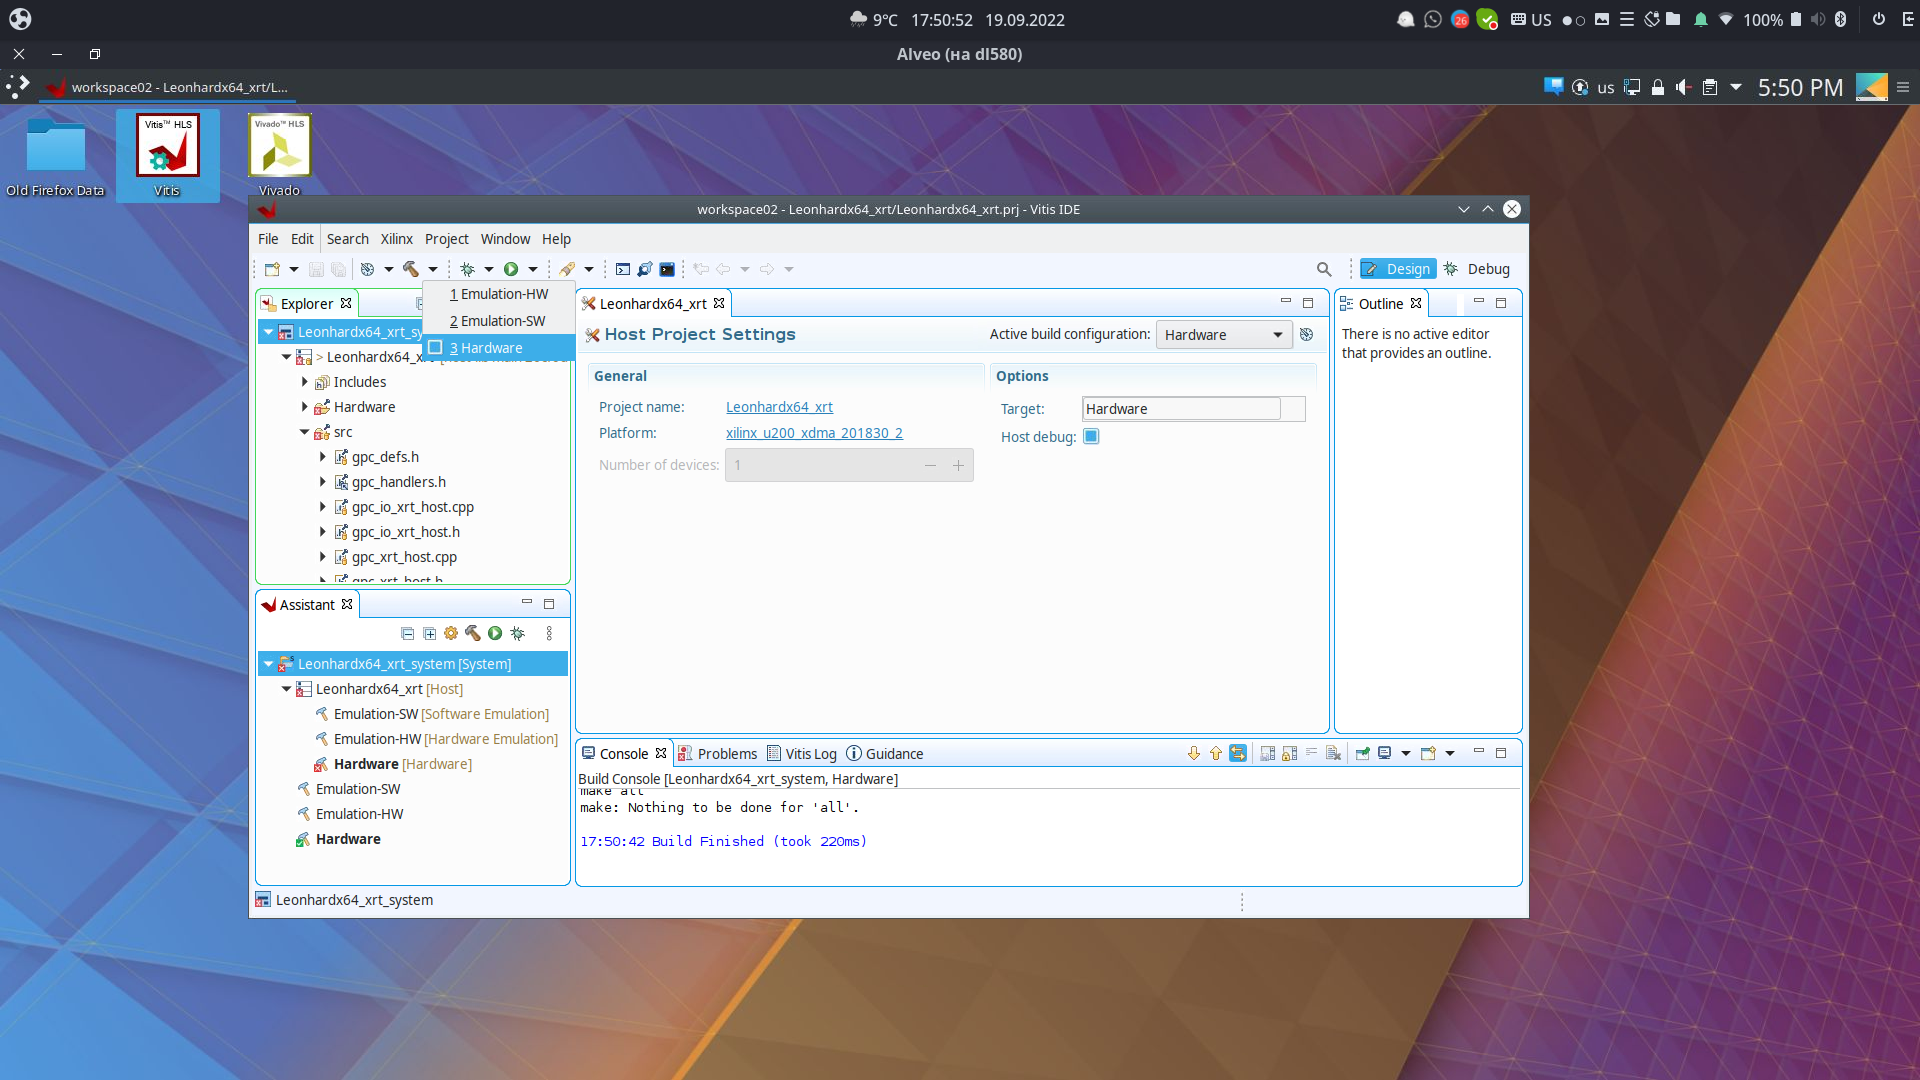 9℃ 17:50:52 19.09.2022
26
US
100%
Alveo (на dl580)
workspace02 - Leonhardx64_xrt/L...
us
5:50 PM
Old Firefox Data
Vitis™ HLS
Vitis
Vivado™ HLS
Vivado
workspace02 - Leonhardx64_xrt/Leonhardx64_xrt.prj - Vitis IDE
File Edit Search Xilinx Project Window Help
Design
Debug
Explorer
1 Emulation-HW
2 Emulation-SW
3 Hardware
Leonhardx64_xrt_sy
> Leonhardx64_x
Includes
Hardware
src
gpc_defs.h
gpc_handlers.h
gpc_io_xrt_host.cpp
gpc_io_xrt_host.h
gpc_xrt_host.cpp
gpc_xrt_host.h
Leonhardx64_xrt
Host Project Settings
Active build configuration: Hardware
General
Project name: Leonhardx64_xrt
Platform: xilinx_u200_xdma_201830_2
Number of devices: 1
Options
Target: Hardware
Host debug:
Outline
There is no active editor
that provides an outline.
Assistant
Leonhardx64_xrt_system [System]
Leonhardx64_xrt [Host]
Emulation-SW [Software Emulation]
Emulation-HW [Hardware Emulation]
Hardware [Hardware]
Emulation-SW
Emulation-HW
Hardware
Console
Problems
Vitis Log
Guidance
Build Console [Leonhardx64_xrt_system, Hardware]
make all
make: Nothing to be done for 'all'.
17:50:42 Build Finished (took 220ms)
Leonhardx64_xrt_system